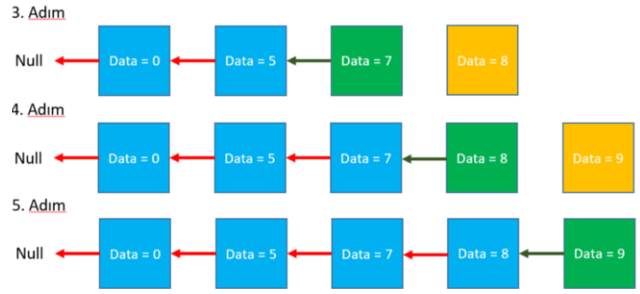 3. Adım
Null Data = 0 Data = 5 Data = 7 Data = 8
4. Adım
Null Data = 0 Data = 5 Data = 7 Data = 8 Data = 9
5. Adım
Null Data = 0 Data = 5 Data = 7 Data = 8 Data = 9